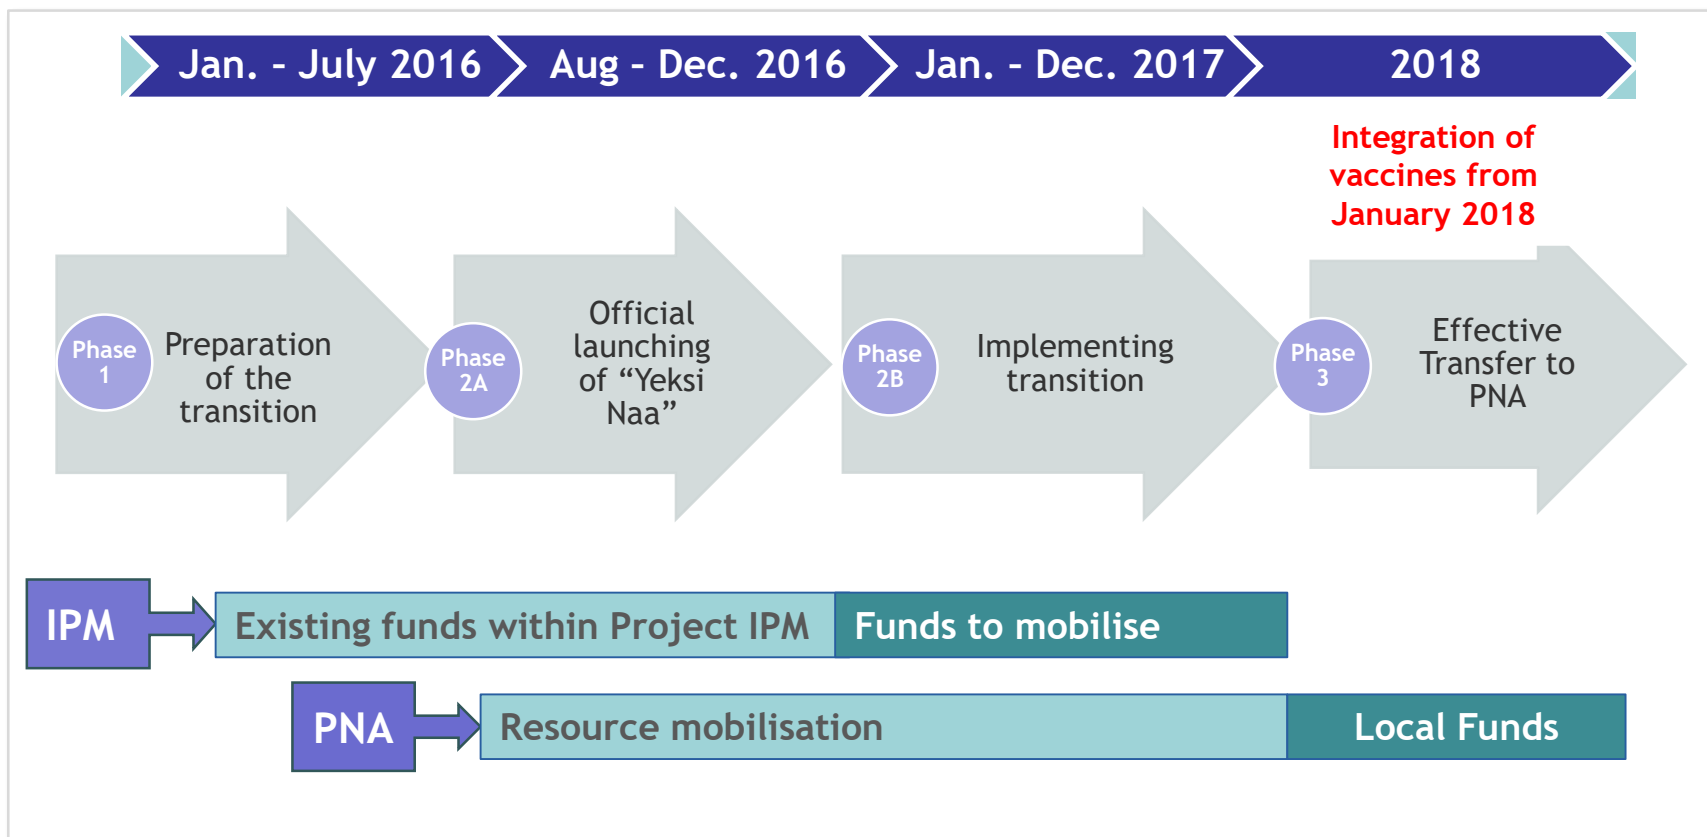 Jan. – July 2016
Aug – Dec. 2016
Jan. – Dec. 2017
2018
Integration of
vaccines from
January 2018
Phase
1
Preparation
of the
transition
Phase
2A
Official
launching
of “Yeksi
Naa”
Phase
2B
Implementing
transition
Phase
3
Effective
Transfer to
PNA
IPM
Existing funds within Project IPM
Funds to mobilise
PNA
Resource mobilisation
Local Funds